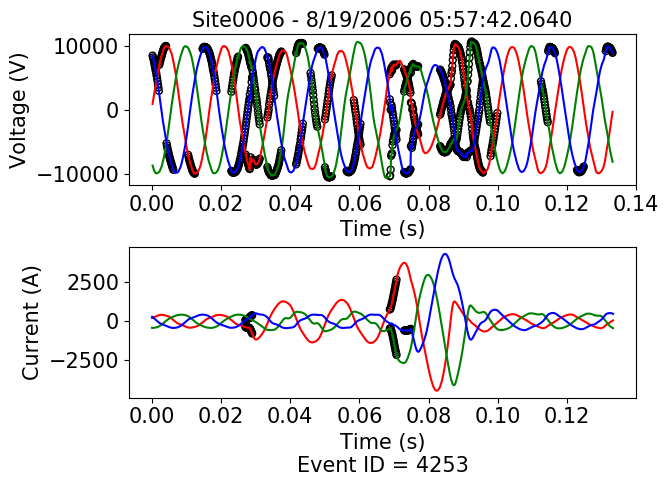 Site0006 - 8/19/2006 05:57:42.0640
10000
0
−10000
Voltage (V)
0.00 0.02 0.04 0.06 0.08 0.10 0.12 0.14
Time (s)
2500
0
−2500
Current (A)
0.00 0.02 0.04 0.06 0.08 0.10 0.12
Time (s)
Event ID = 4253